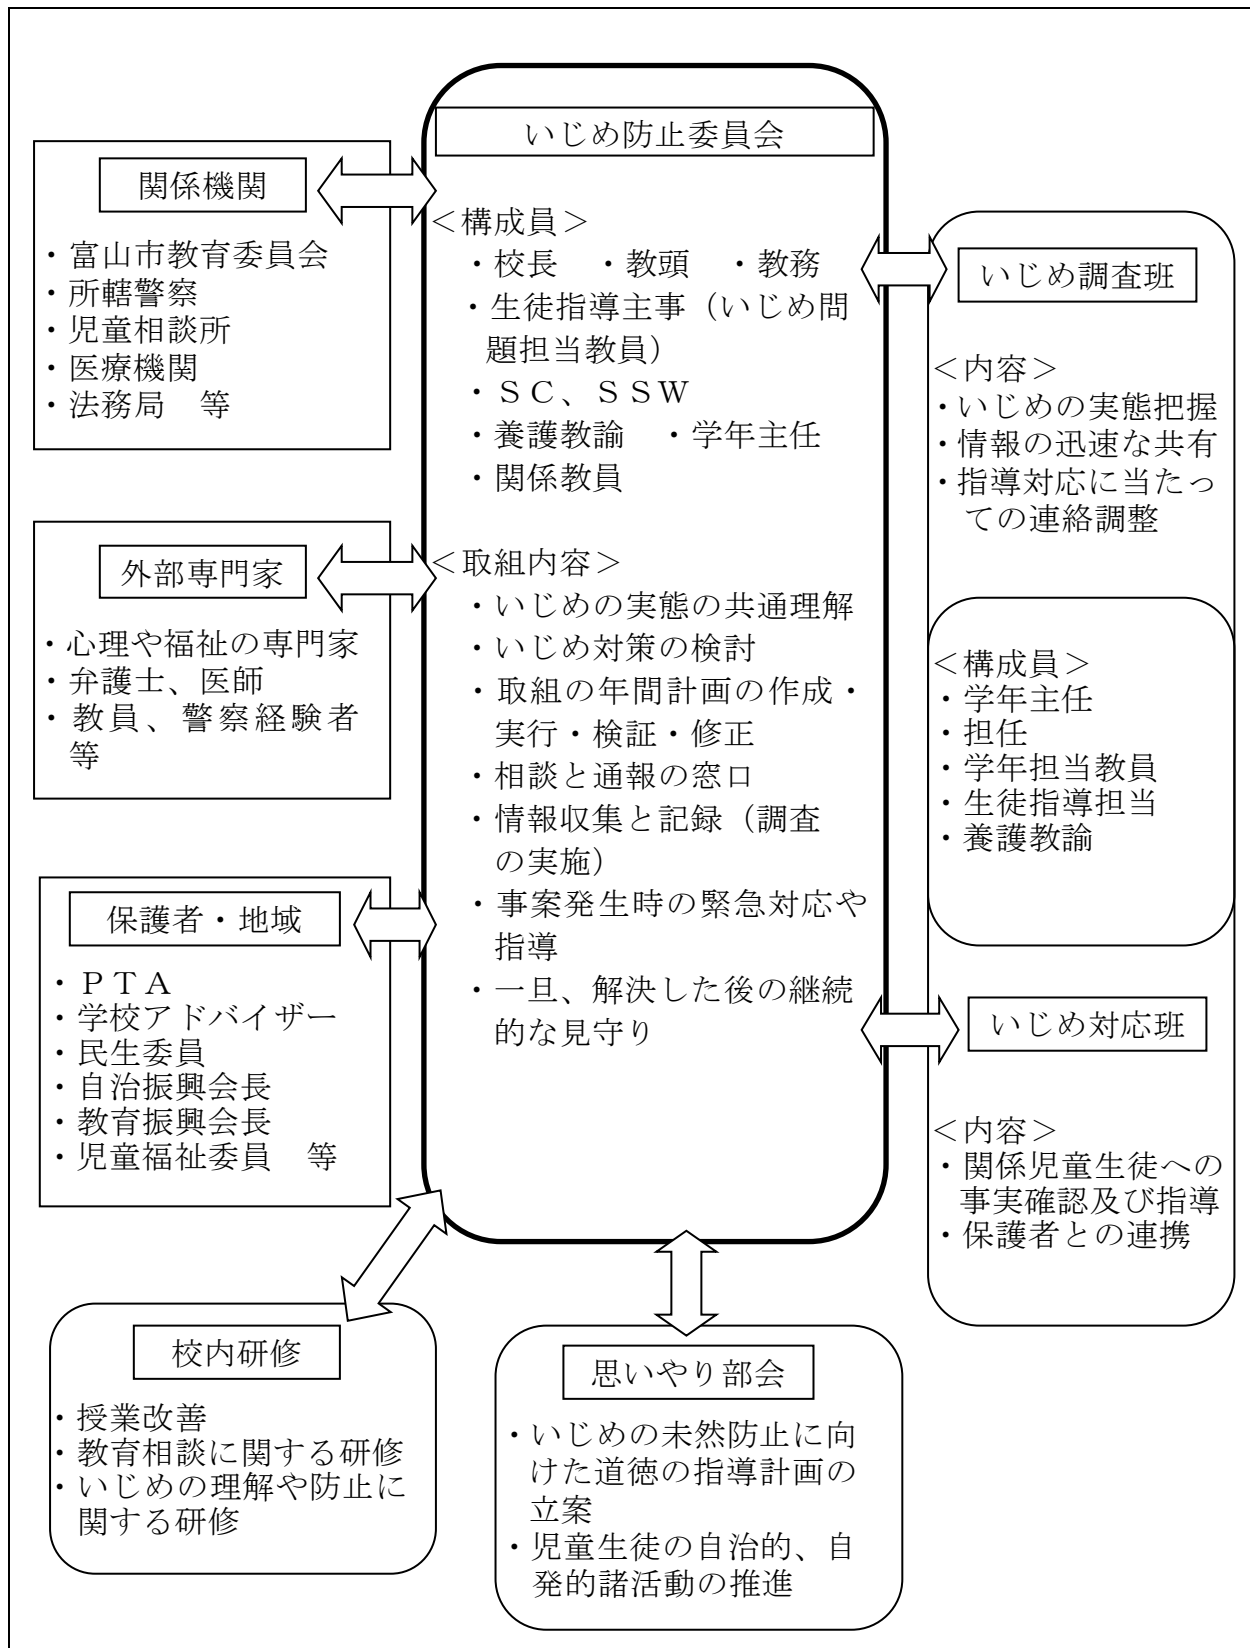 いじめ防止委員会
＜構成員＞
・校長　・教頭　・教務
・生徒指導主事（いじめ問
題担当教員）
・ＳＣ、ＳＳＷ
・養護教諭　・学年主任
・関係教員
＜取組内容＞
・いじめの実態の共通理解
・いじめ対策の検討
・取組の年間計画の作成・
実行・検証・修正
・相談と通報の窓口
・情報収集と記録（調査
の実施）
・事案発生時の緊急対応や
指導
・一旦、解決した後の継続
的な見守り
関係機関
・富山市教育委員会
・所轄警察
・児童相談所
・医療機関
・法務局　等
外部専門家
・心理や福祉の専門家
・弁護士、医師
・教員、警察経験者
等
保護者・地域
・ＰＴＡ
・学校アドバイザー
・民生委員
・自治振興会長
・教育振興会長
・児童福祉委員　等
いじめ調査班
＜内容＞
・いじめの実態把握
・情報の迅速な共有
・指導対応に当たっ
ての連絡調整
＜構成員＞
・学年主任
・担任
・学年担当教員
・生徒指導担当
・養護教諭
いじめ対応班
＜内容＞
・関係児童生徒への
事実確認及び指導
・保護者との連携
校内研修
・授業改善
・教育相談に関する研修
・いじめの理解や防止に
関する研修
思いやり部会
・いじめの未然防止に向
けた道徳の指導計画の
立案
・児童生徒の自治的、自
発的諸活動の推進